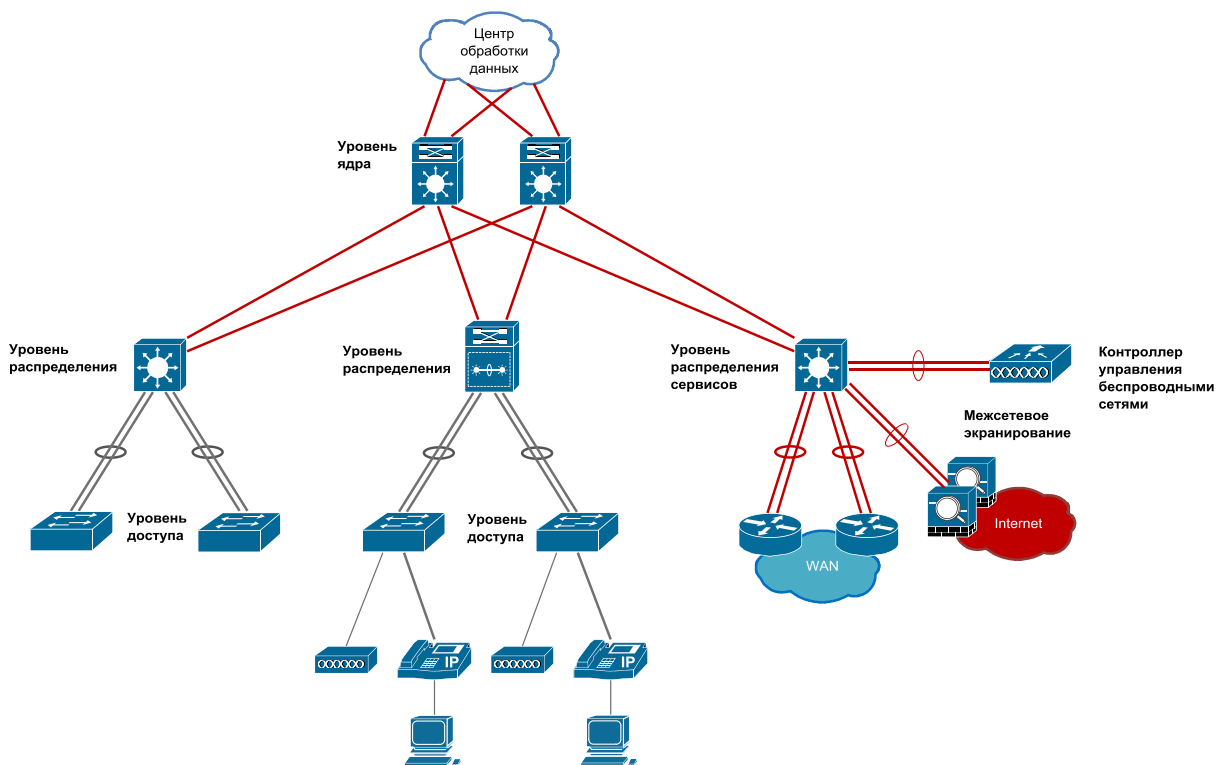 Центр
обработки
данных
Уровень
ядра
Уровень
распределения
Уровень
распределения
Уровень
распределения
сервисов
Контроллер
управления
беспроводными
сетями
Межсетевое
экранирование
Уровень
доступа
Уровень
доступа
Internet
WAN
IP
IP